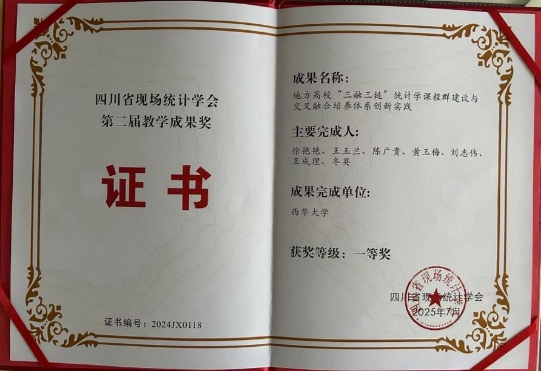 四川省现场统计学会
第二届教学成果奖
证书
证书编号：2024JX0118
成果名称：
地方高校“三融三链”统计学课程群建设与
交叉融合培养体系创新实践
主要完成人：
徐艳艳、王玉兰、陈广贵、黄玉梅、刘志伟、
王成理、冬英
成果完成单位：
西华大学
获奖等级：一等奖
四川省现场统计学会
2025年7月